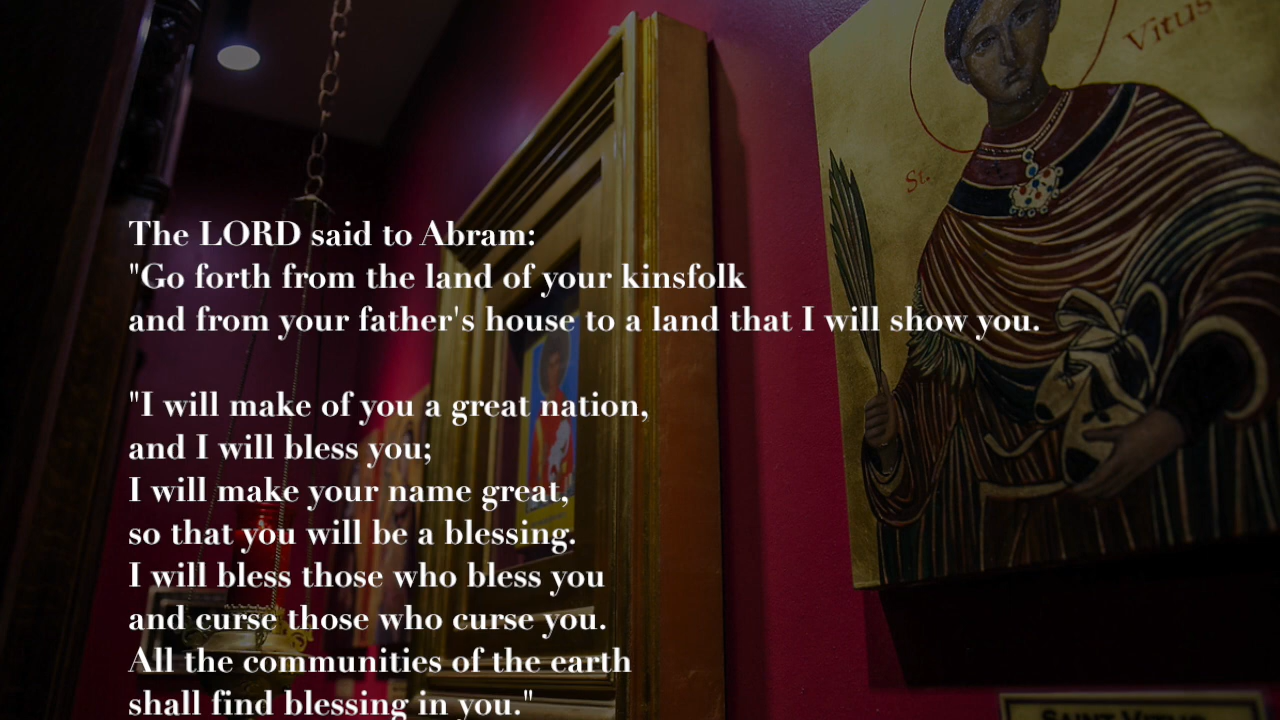 The LORD said to Abram:
"Go forth from the land of your kinsfolk
and from your father's house to a land that I will show you.
"I will make of you a great nation,
and I will bless you;
I will make your name great,
so that you will be a blessing.
I will bless those who bless you
and curse those who curse you.
All the communities of the earth
shall find blessing in you."
St. Vitus
SAINT VITUS